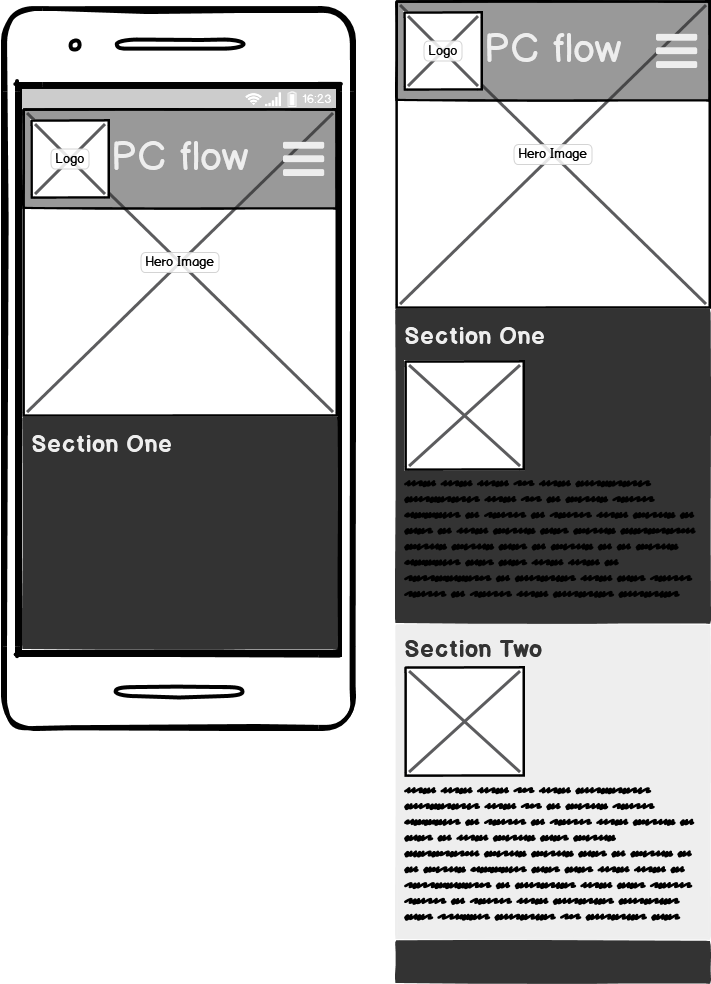 16:23
Logo
PC flow
Hero Image
Section One
Logo
PC flow
Hero Image
Section One
Section Two